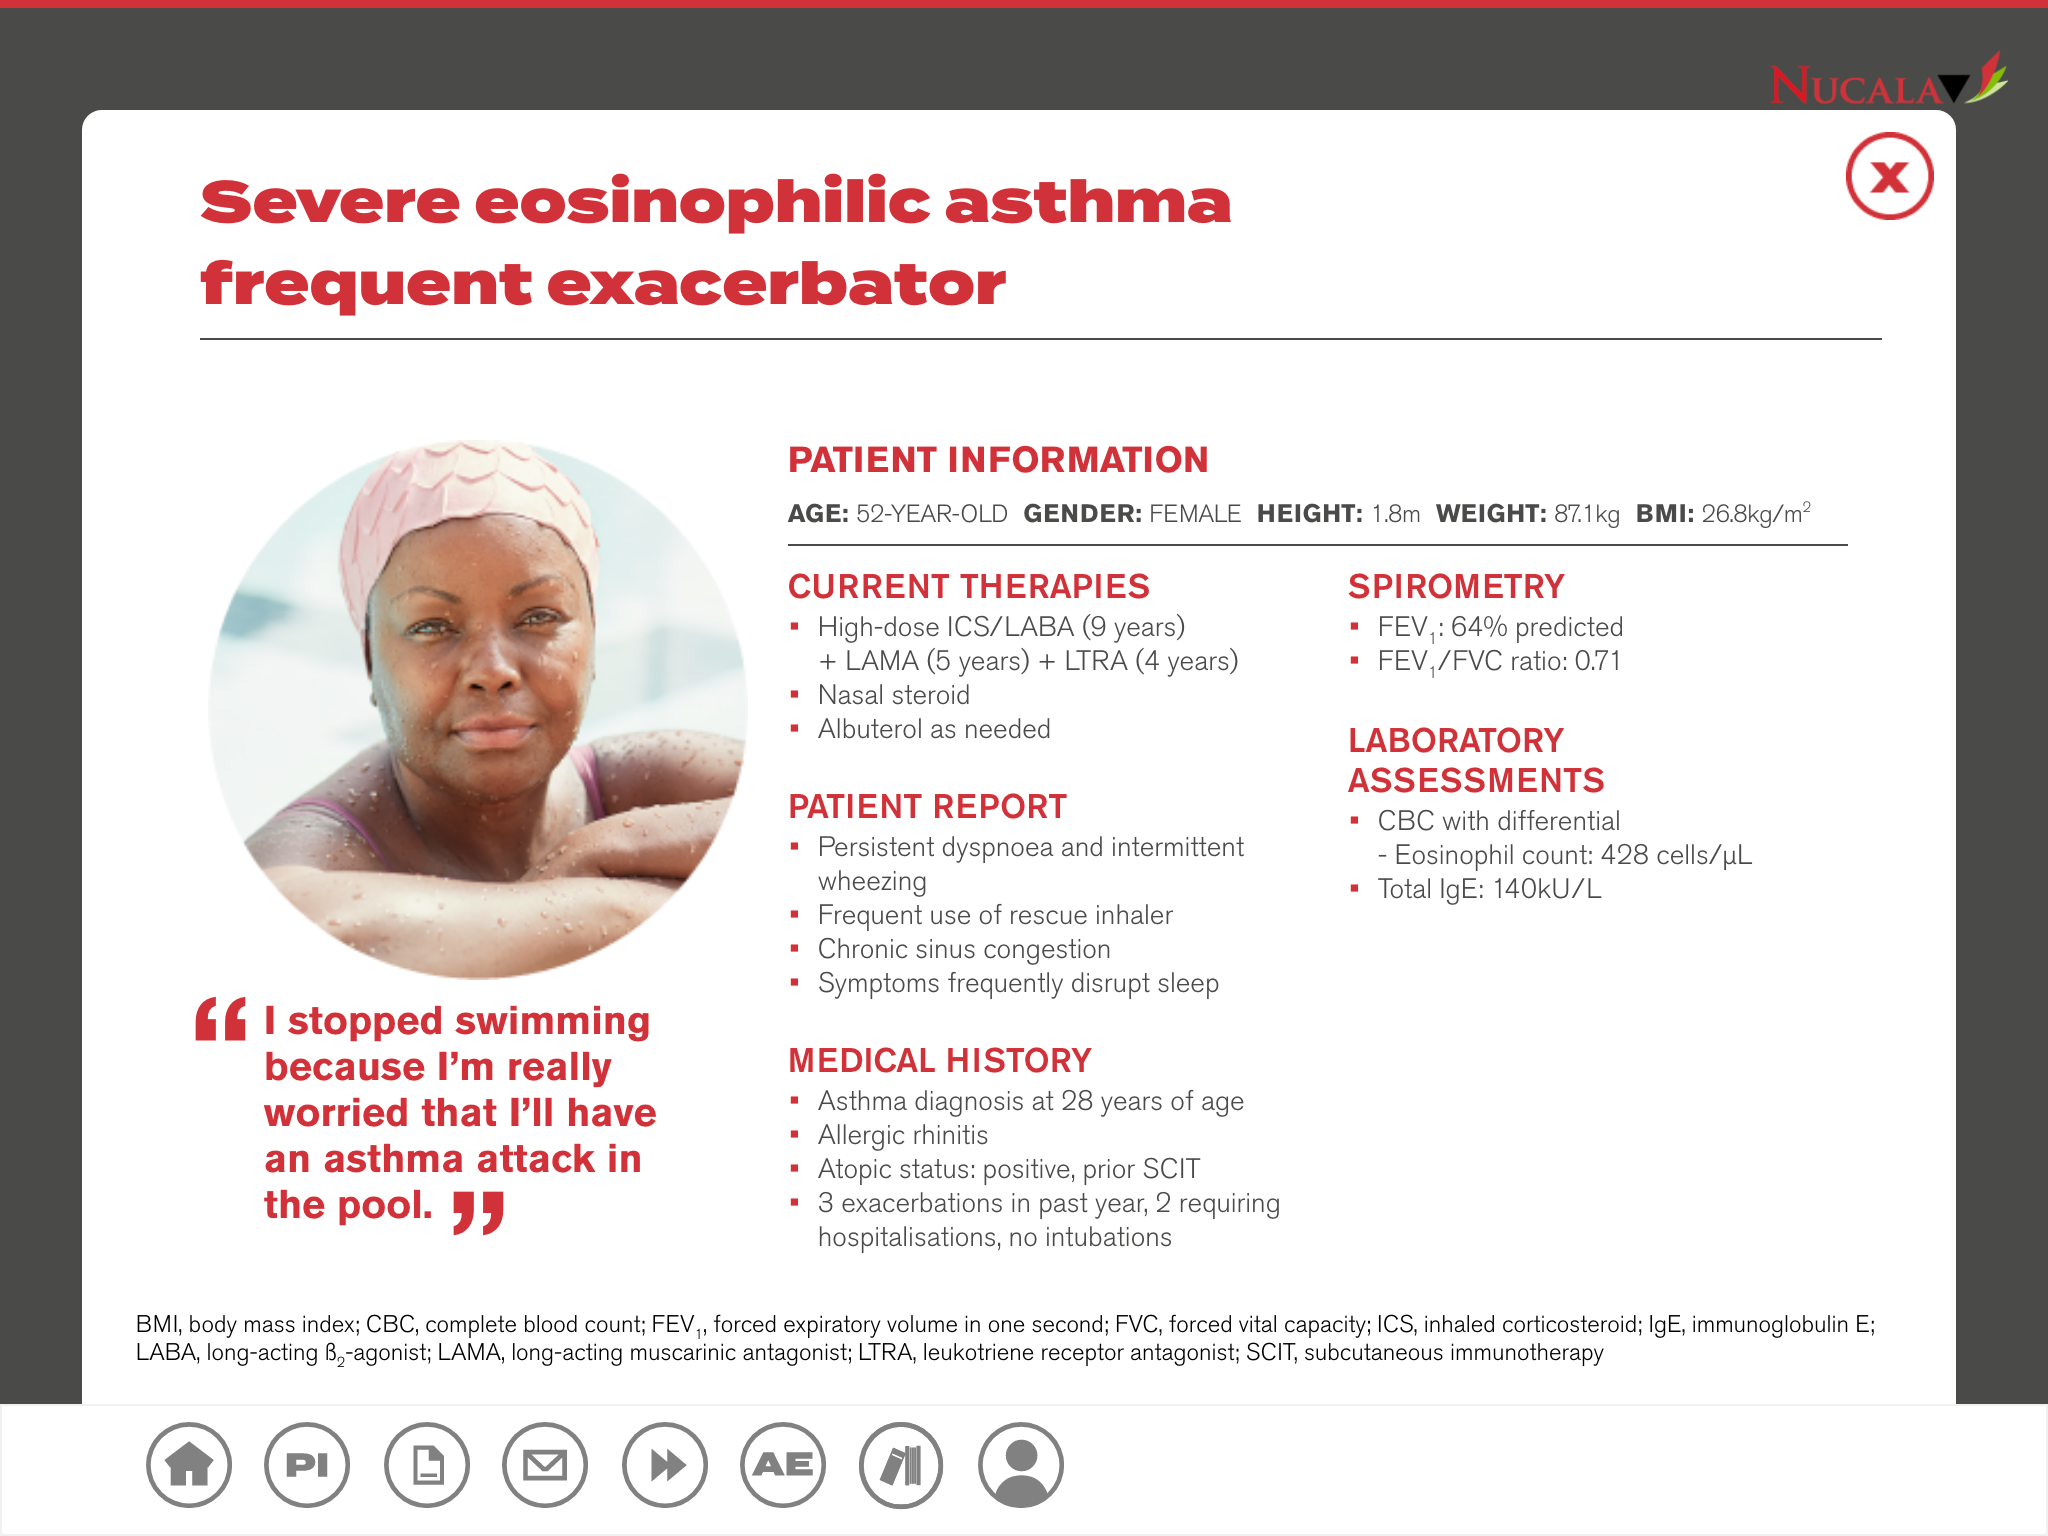 NUCALA
X
Severe eosinophilic asthma
frequent exacerbator
PATIENT INFORMATION
AGE: 52-YEAR-OLD GENDER: FEMALE HEIGHT: 1.8m WEIGHT: 87.1kg BMI: 26.8kg/m²
CURRENT THERAPIES
▪ High-dose ICS/LABA (9 years)
+ LAMA (5 years) + LTRA (4 years)
▪ Nasal steroid
▪ Albuterol as needed
PATIENT REPORT
▪ Persistent dyspnoea and intermittent
wheezing
▪ Frequent use of rescue inhaler
▪ Chronic sinus congestion
▪ Symptoms frequently disrupt sleep
MEDICAL HISTORY
▪ Asthma diagnosis at 28 years of age
▪ Allergic rhinitis
▪ Atopic status: positive, prior SCIT
▪ 3 exacerbations in past year, 2 requiring
hospitalisations, no intubations
SPIROMETRY
▪ FEV₁: 64% predicted
▪ FEV₁/FVC ratio: 0.71
LABORATORY
ASSESSMENTS
▪ CBC with differential
- Eosinophil count: 428 cells/µL
▪ Total IgE: 140kU/L
“ I stopped swimming
because I’m really
worried that I’ll have
an asthma attack in
the pool. ”
BMI, body mass index; CBC, complete blood count; FEV₁, forced expiratory volume in one second; FVC, forced vital capacity; ICS, inhaled corticosteroid; IgE, immunoglobulin E;
LABA, long-acting ß₂-agonist; LAMA, long-acting muscarinic antagonist; LTRA, leukotriene receptor antagonist; SCIT, subcutaneous immunotherapy
PI
AE